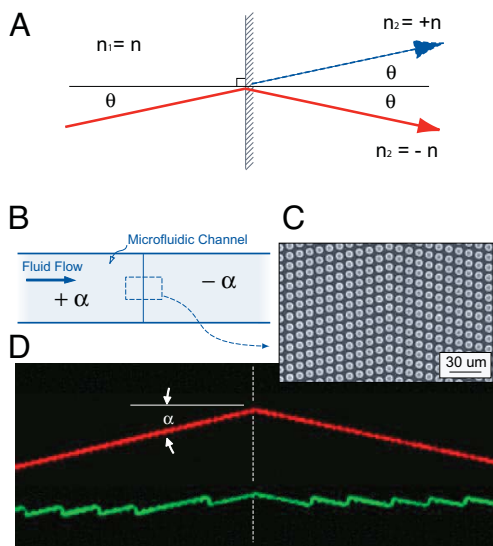 A
n₁= n
n₂ = +n
θ
θ
θ
n₂ = - n
B
Microfluidic Channel
Fluid Flow
+ α
- α
C
30 um
D
α